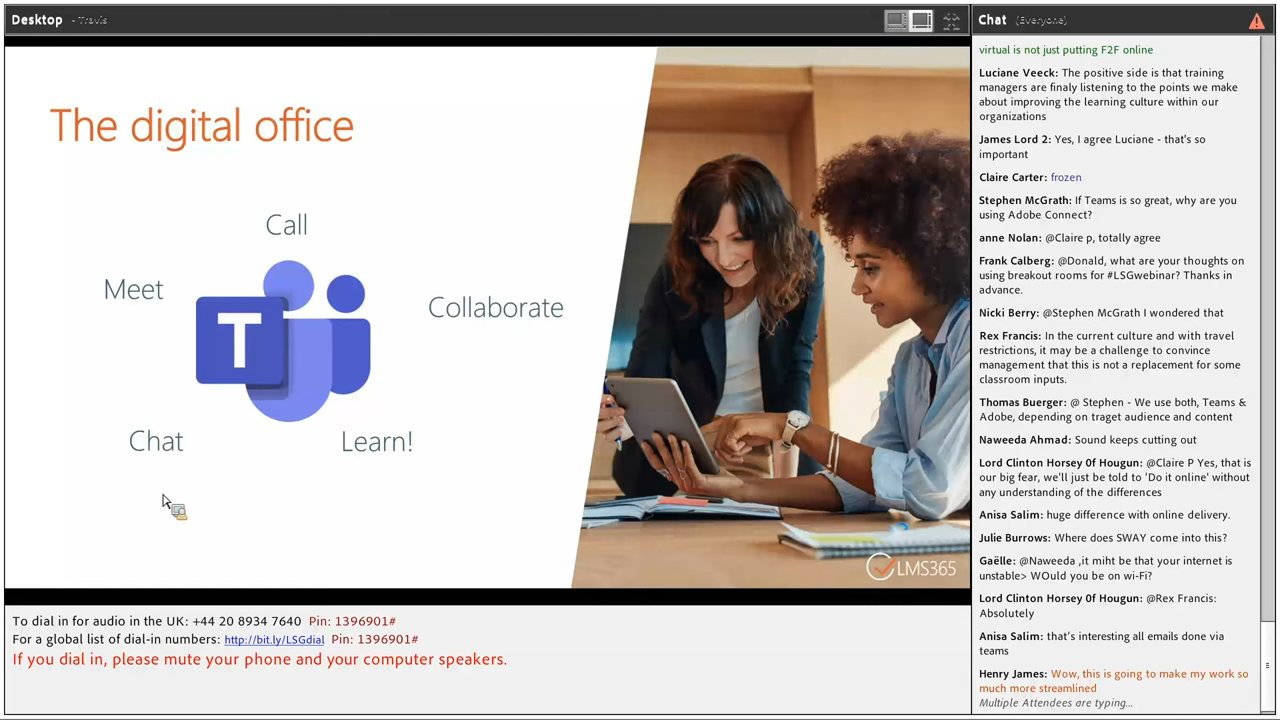 Desktop - Travis
The digital office
Call
Meet
T
Collaborate
Chat
Learn!
LMS365
To dial in for audio in the UK: +44 20 8934 7640 Pin: 1396901#
For a global list of dial-in numbers: http://bit.ly/LSGdial Pin: 1396901#
If you dial in, please mute your phone and your computer speakers.
Chat (Everyone)
virtual is not just putting F2F online
Luciane Veeck: The positive side is that training
managers are finaly listening to the points we make
about improving the learning culture within our
organizations
James Lord 2: Yes, I agree Luciane - that's so
important
Claire Carter: frozen
Stephen McGrath: If Teams is so great, why are you
using Adobe Connect?
anne Nolan: @Claire p, totally agree
Frank Calberg: @Donald, what are your thoughts on
using breakout rooms for #LSGwebinar? Thanks in
advance.
Nicki Berry: @Stephen McGrath I wondered that
Rex Francis: In the current culture and with travel
restrictions, it may be a challenge to convince
management that this is not a replacement for some
classroom inputs.
Thomas Buerger: @ Stephen - We use both, Teams &
Adobe, depending on traget audience and content
Naweeda Ahmad: Sound keeps cutting out
Lord Clinton Horsey 0f Hougun: @Claire P Yes, that is
our big fear, we'll just be told to 'Do it online' without
any understanding of the differences
Anisa Salim: huge difference with online delivery.
Julie Burrows: Where does SWAY come into this?
Gaëlle: @Naweeda ,it miht be that your internet is
unstable> WOuld you be on wi-Fi?
Lord Clinton Horsey 0f Hougun: @Rex Francis:
Absolutely
Anisa Salim: that's interesting all emails done via
teams
Henry James: Wow, this is going to make my work so
much more streamlined
Multiple Attendees are typing...